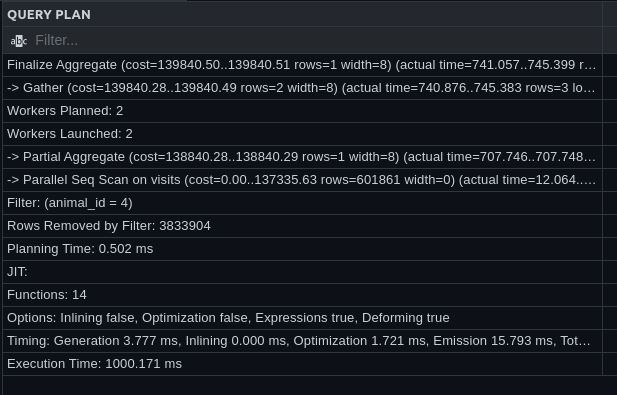 QUERY PLAN
abc Filter...
Finalize Aggregate (cost=139840.50..139840.51 rows=1 width=8) (actual time=741.057..745.399 r...
-> Gather (cost=139840.28..139840.49 rows=2 width=8) (actual time=740.876..745.383 rows=3 lo...
Workers Planned: 2
Workers Launched: 2
-> Partial Aggregate (cost=138840.28..138840.29 rows=1 width=8) (actual time=707.746..707.748...
-> Parallel Seq Scan on visits (cost=0.00..137335.63 rows=601861 width=0) (actual time=12.064.....
Filter: (animal_id = 4)
Rows Removed by Filter: 3833904
Planning Time: 0.502 ms
JIT:
Functions: 14
Options: Inlining false, Optimization false, Expressions true, Deforming true
Timing: Generation 3.777 ms, Inlining 0.000 ms, Optimization 1.721 ms, Emission 15.793 ms, Tot...
Execution Time: 1000.171 ms